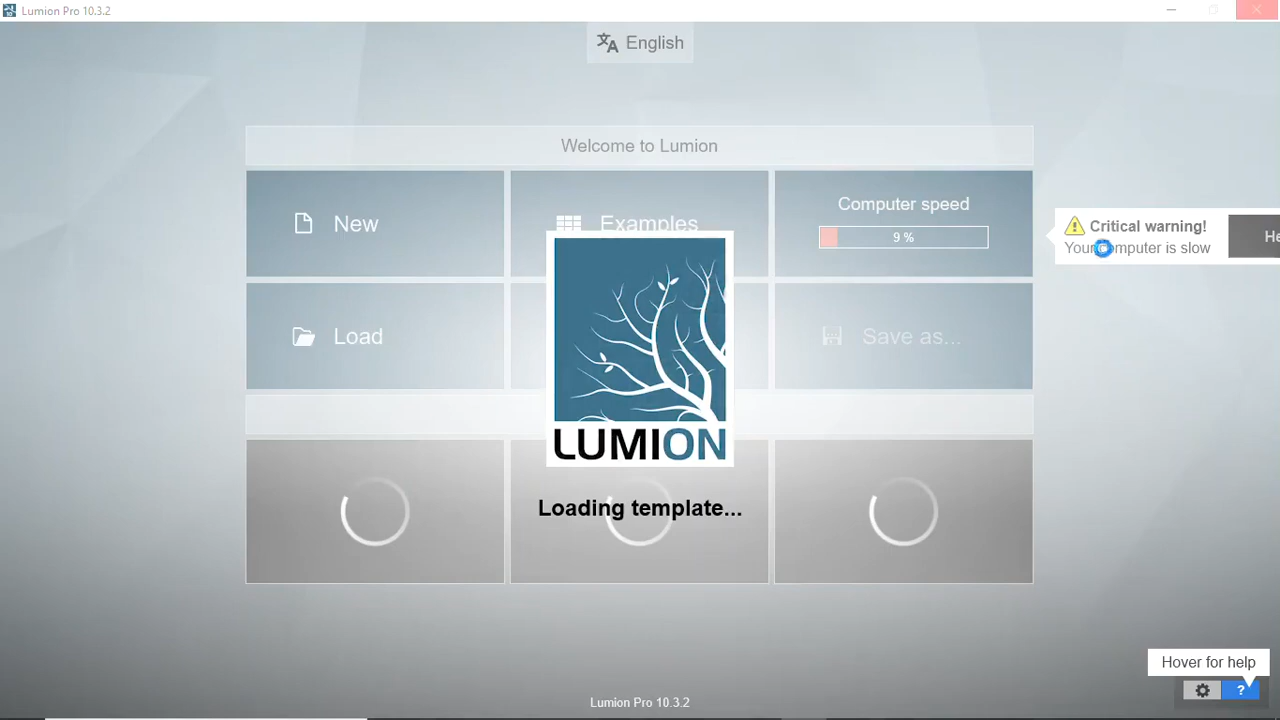 Lumion Pro 10.3.2
English
Welcome to Lumion
New
Examples
Computer speed
9 %
Critical warning!
Your computer is slow
He
Load
Save as...
LUMION
Loading template...
Hover for help
?
Lumion Pro 10.3.2